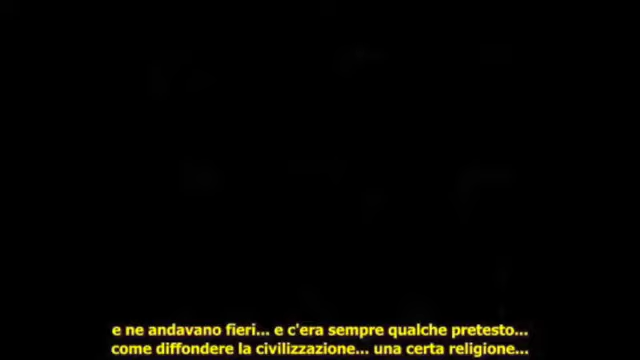 e ne andavano fieri... e c'era sempre qualche pretesto...
come diffondere la civilizzazione... una certa religione...